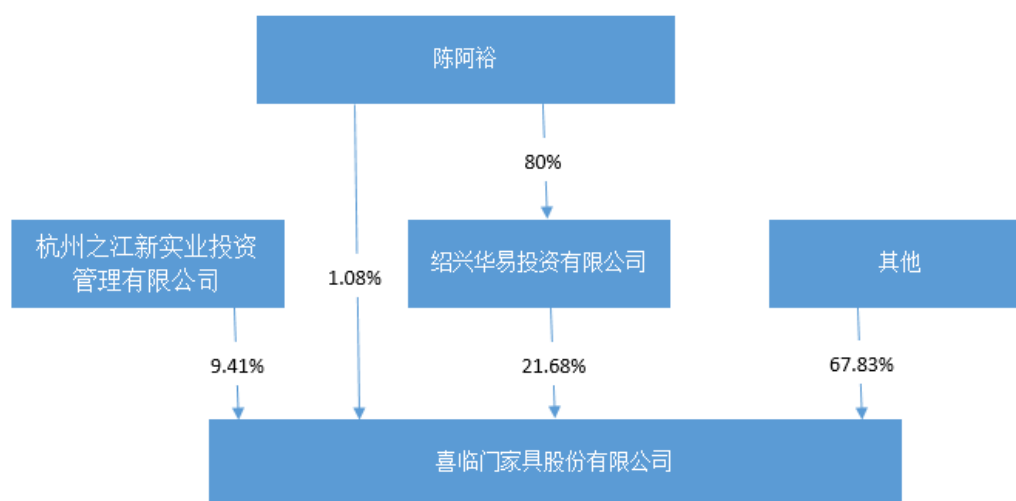 陈阿裕
80%
杭州之江新实业投资
管理有限公司
1.08%
绍兴华易投资有限公司
其他
9.41%
21.68%
67.83%
喜临门家具股份有限公司